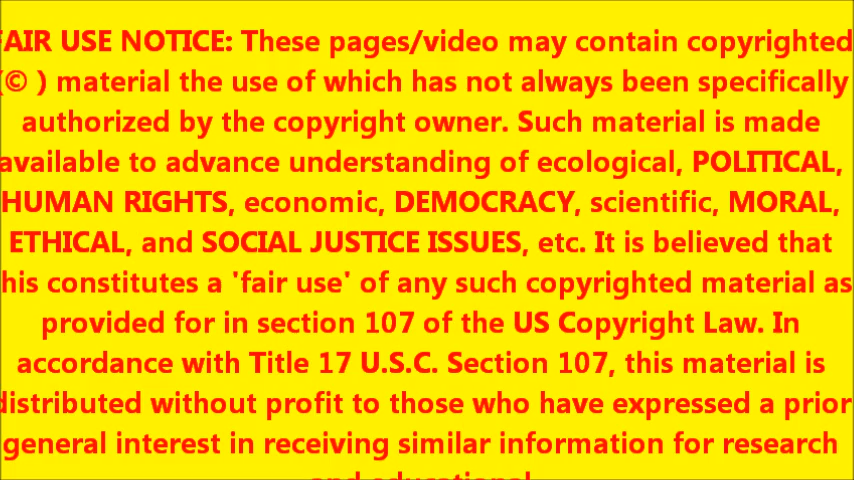 FAIR USE NOTICE: These pages/video may contain copyrighted
(© ) material the use of which has not always been specifically
authorized by the copyright owner. Such material is made
available to advance understanding of ecological, POLITICAL,
HUMAN RIGHTS, economic, DEMOCRACY, scientific, MORAL,
ETHICAL, and SOCIAL JUSTICE ISSUES, etc. It is believed that
his constitutes a 'fair use' of any such copyrighted material as
provided for in section 107 of the US Copyright Law. In
accordance with Title 17 U.S.C. Section 107, this material is
distributed without profit to those who have expressed a prior
general interest in receiving similar information for research
and educational